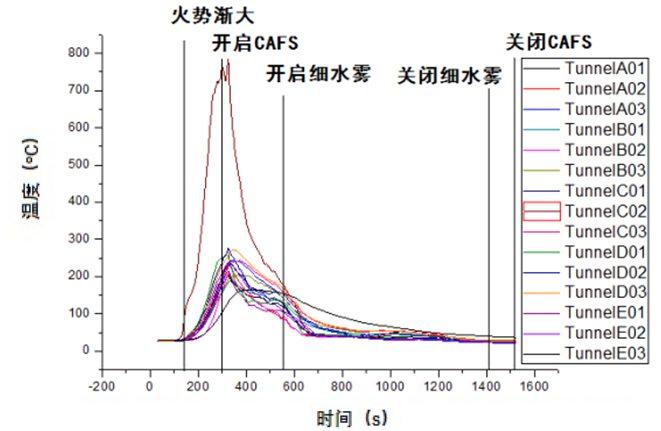 火势渐大
开启CAFS
开启细水雾
关闭细水雾
关闭CAFS
温度 (°C)
800
700
600
500
400
300
200
100
0
-200 0 200 400 600 800 1000 1200 1400 1600
时间 (s)
TunnelA01
TunnelA02
TunnelA03
TunnelB01
TunnelB02
TunnelB03
TunnelC01
TunnelC02
TunnelC03
TunnelD01
TunnelD02
TunnelD03
TunnelE01
TunnelE02
TunnelE03